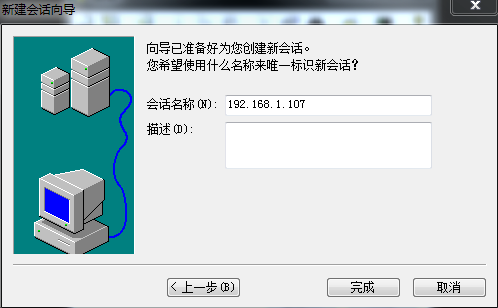 新建会话向导
向导已准备好为您创建新会话。
您希望使用什么名称来唯一标识新会话?
会话名称(N): 192.168.1.107
描述(D):
< 上一步(B) 完成 取消